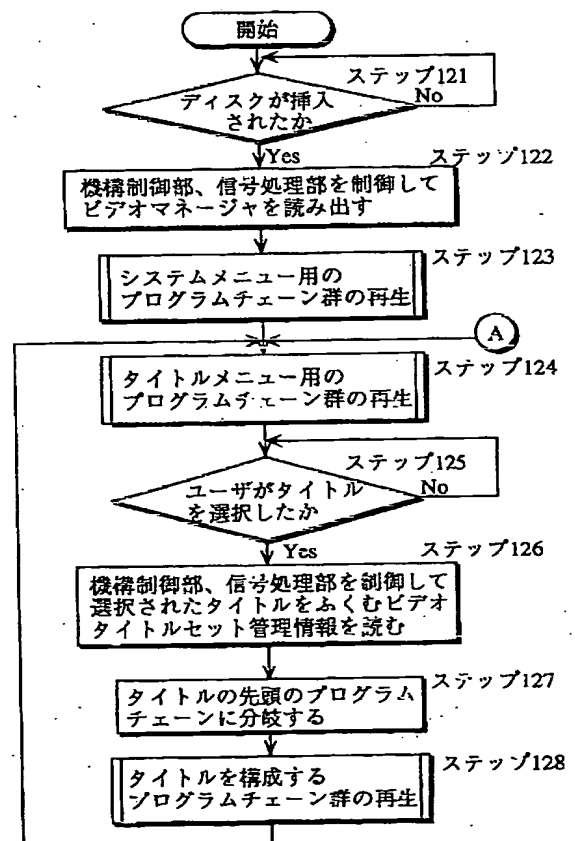 開始
ステップ121
ディスクが挿入
されたか
No
Yes
ステップ122
機構制御部、信号処理部を制御して
ビデオマネージャを読み出す
ステップ123
システムメニュー用の
プログラムチェーン群の再生
A
ステップ124
タイトルメニュー用の
プログラムチェーン群の再生
ステップ125
ユーザがタイトル
を選択したか
No
Yes
ステップ126
機構制御部、信号処理部を制御して
選択されたタイトルをふくむビデオ
タイトルセット管理情報を読む
ステップ127
タイトルの先頭のプログラム
チェーンに分岐する
ステップ128
タイトルを構成する
プログラムチェーン群の再生